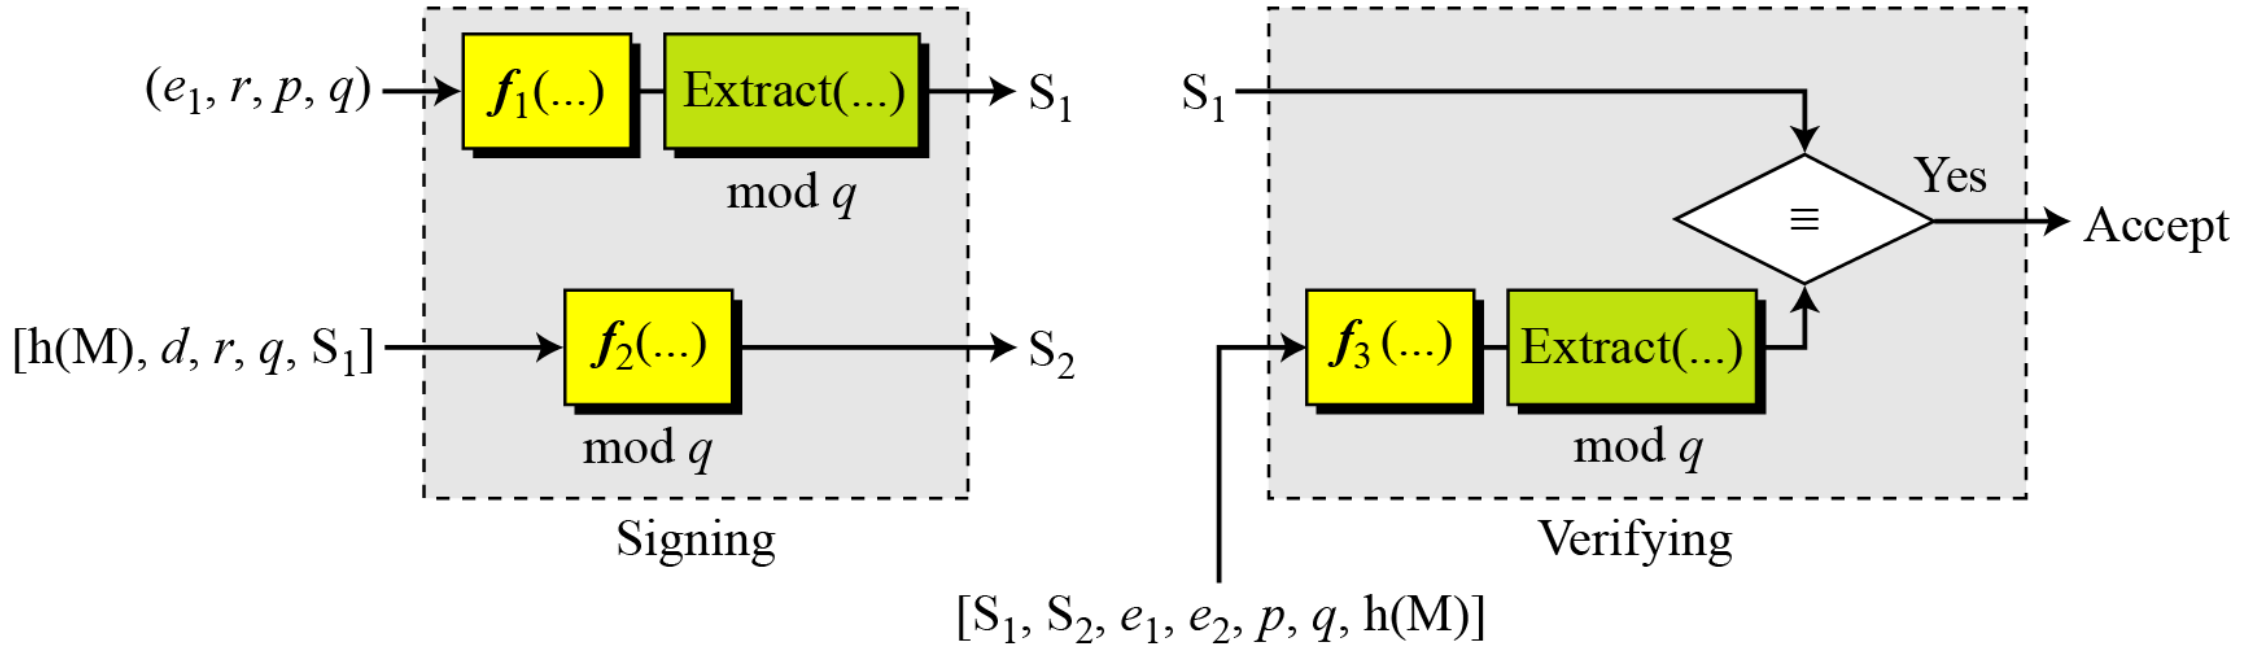 (e₁, r, p, q) f₁(...) Extract(...) S₁
mod q
[h(M), d, r, q, S₁] f₂(...) S₂
mod q
Signing
S₁
≡ Yes Accept
f₃(...) Extract(...)
mod q
Verifying
[S₁, S₂, e₁, e₂, p, q, h(M)]